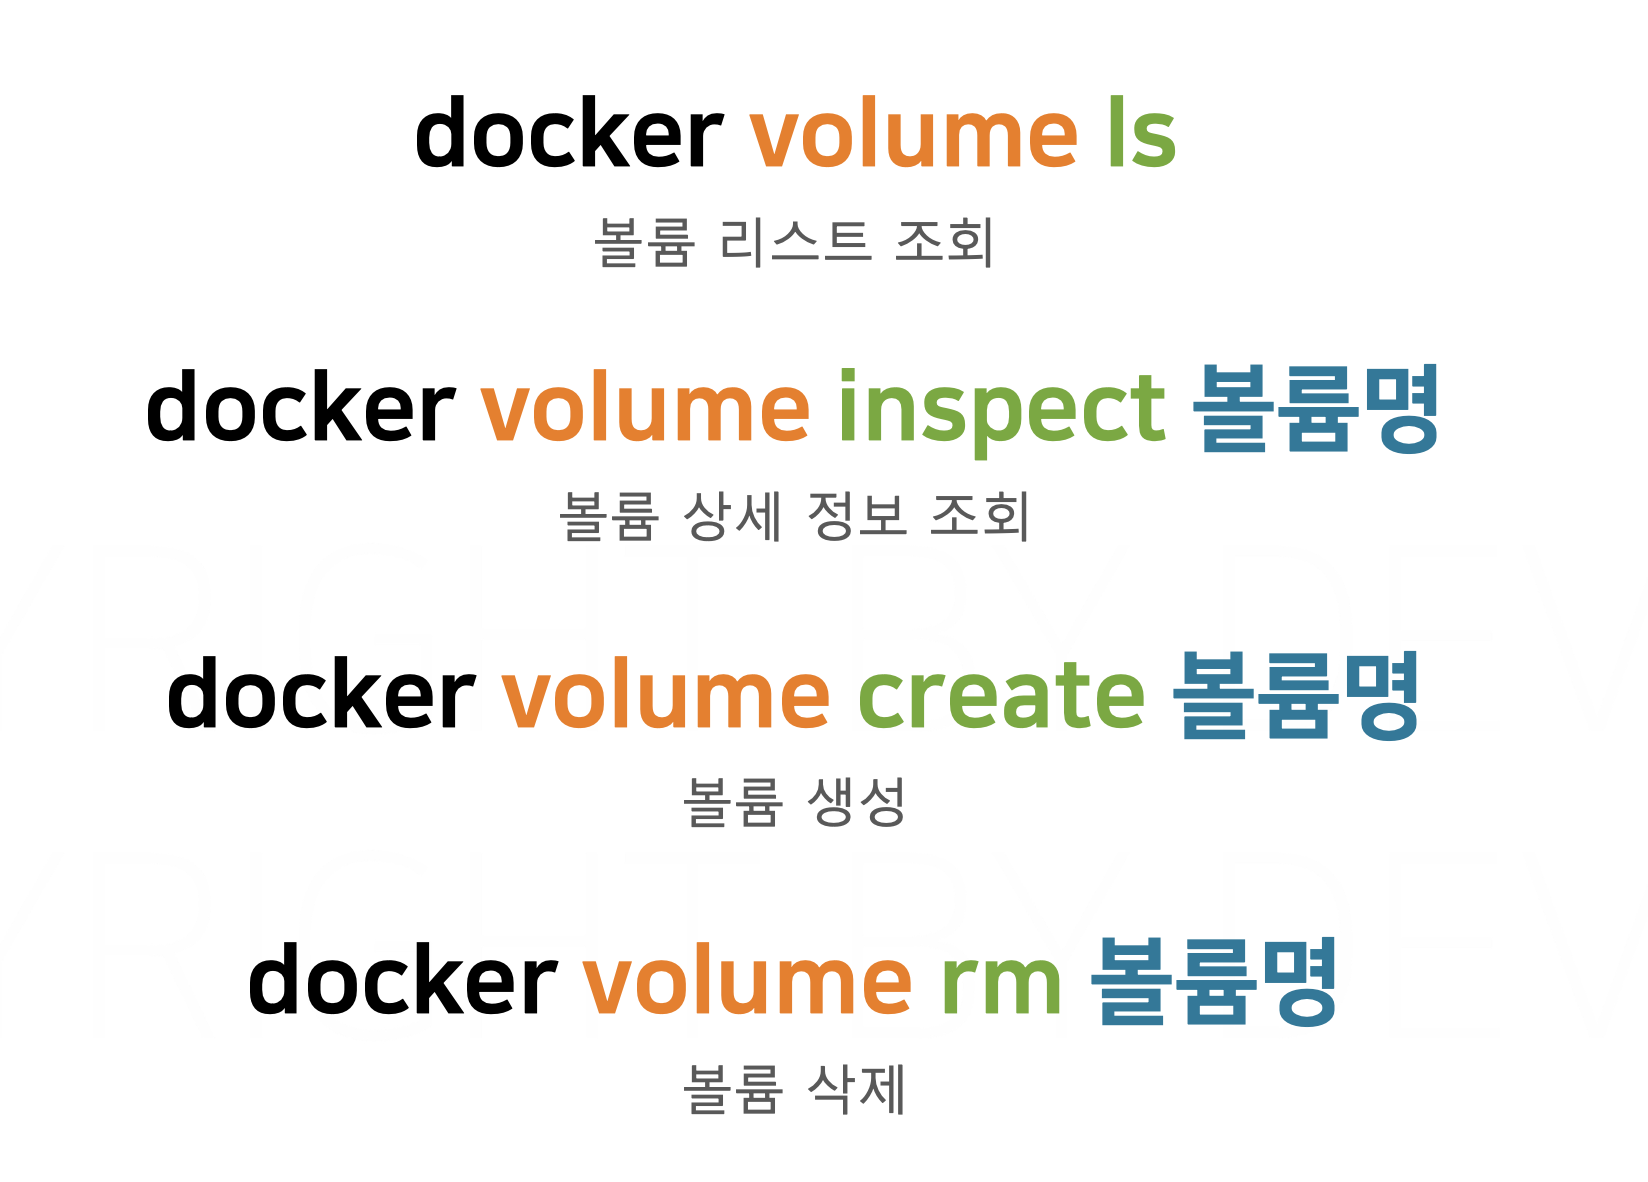 docker volume ls
볼륨 리스트 조회
docker volume inspect 볼륨명
볼륨 상세 정보 조회
docker volume create 볼륨명
볼륨 생성
docker volume rm 볼륨명
볼륨 삭제